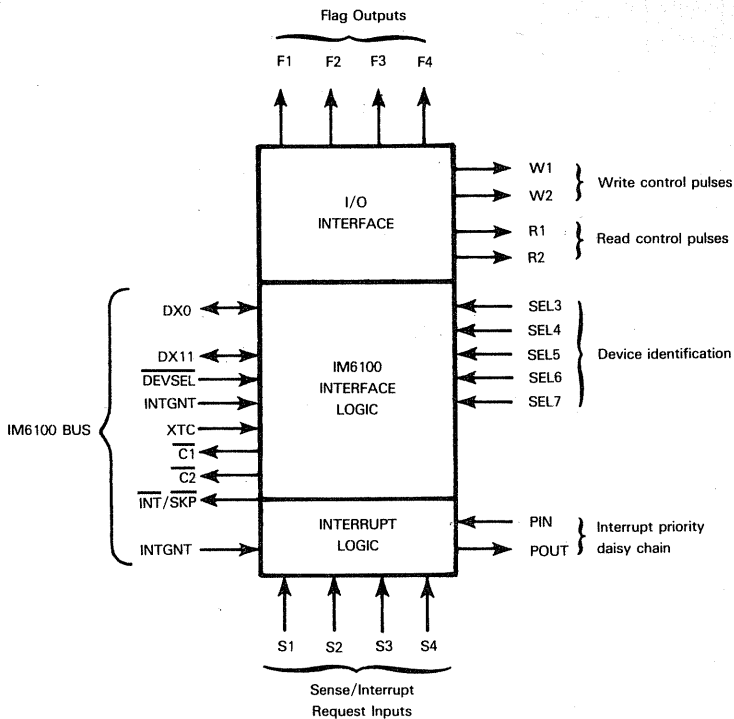 Flag Outputs
F1 F2 F3 F4
I/O
INTERFACE
W1
W2
Write control pulses
R1
R2
Read control pulses
IM6100 BUS
DX0
DX11
DEVSEL
INTGNT
XTC
C1
C2
INT/SKP
INTGNT
IM6100
INTERFACE
LOGIC
SEL3
SEL4
SEL5
SEL6
SEL7
Device identification
INTERRUPT
LOGIC
PIN
POUT
Interrupt priority
daisy chain
S1 S2 S3 S4
Sense/Interrupt
Request Inputs